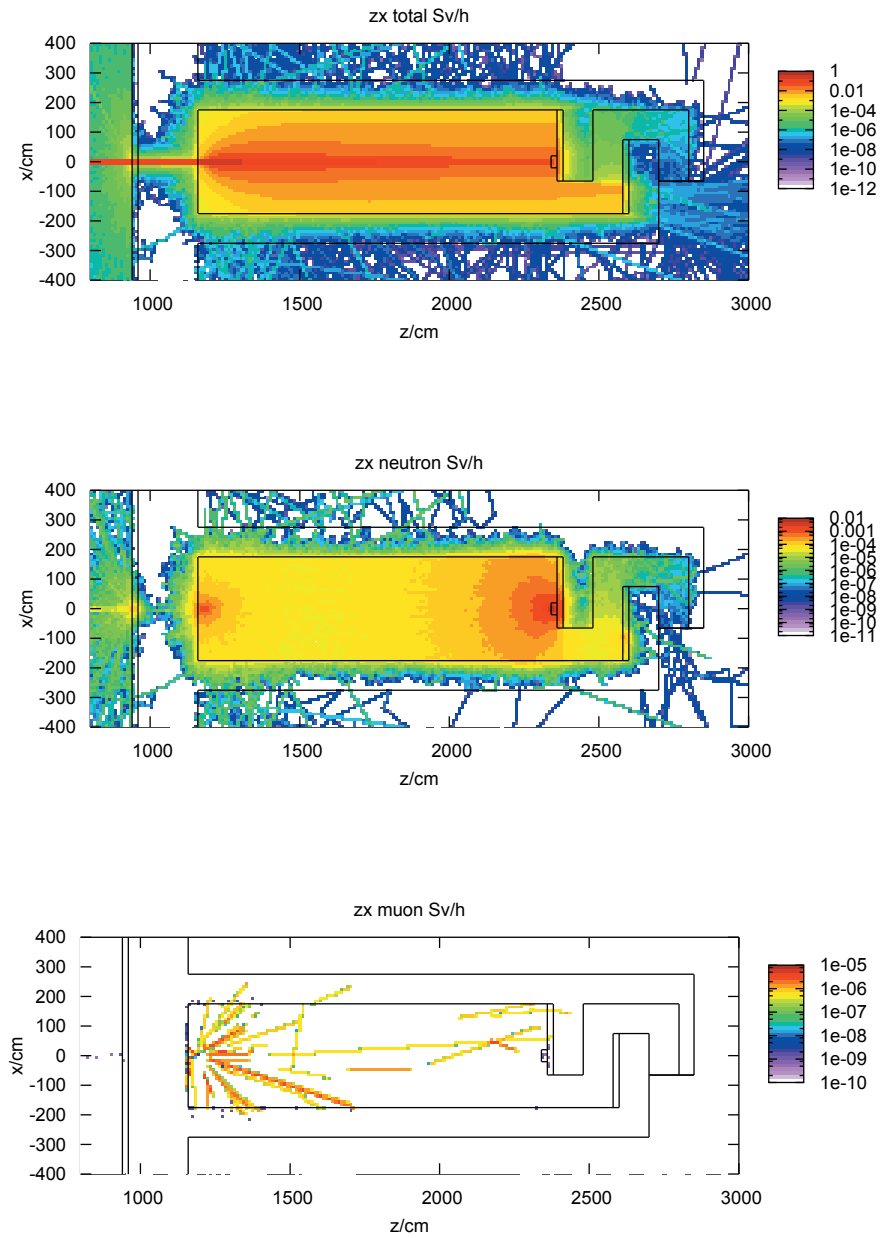 zx total Sv/h
400
300
200
100
0
-100
-200
-300
-400
x/cm
1000 1500 2000 2500 3000
z/cm
1
0.01
1e-04
1e-06
1e-08
1e-10
1e-12
zx neutron Sv/h
400
300
200
100
0
-100
-200
-300
-400
x/cm
1000 1500 2000 2500 3000
z/cm
0.01
0.001
1e-04
1e-05
1e-06
1e-07
1e-08
1e-09
1e-10
1e-11
zx muon Sv/h
400
300
200
100
0
-100
-200
-300
-400
x/cm
1000 1500 2000 2500 3000
z/cm
1e-05
1e-06
1e-07
1e-08
1e-09
1e-10